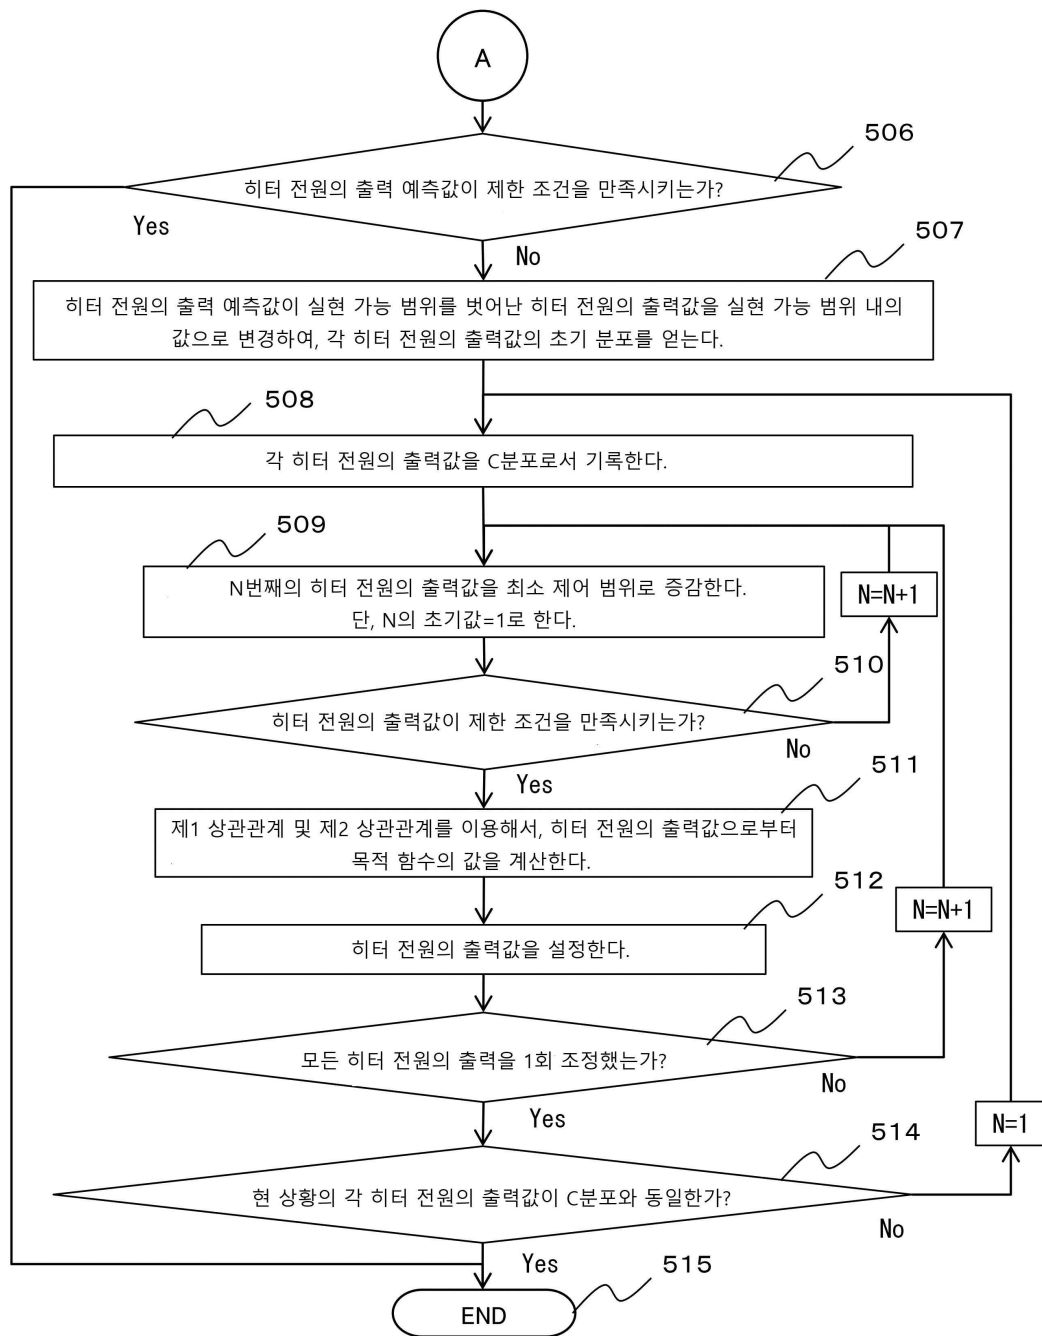 A
506
히터 전원의 출력 예측값이 제한 조건을 만족시키는가?
Yes
No
507
히터 전원의 출력 예측값이 실현 가능 범위를 벗어난 히터 전원의 출력값을 실현 가능 범위 내의
값으로 변경하여, 각 히터 전원의 출력값의 초기 분포를 얻는다.
508
각 히터 전원의 출력값을 C분포로서 기록한다.
509
N번째의 히터 전원의 출력값을 최소 제어 범위로 증감한다.
단, N의 초기값=1로 한다.
N=N+1
510
히터 전원의 출력값이 제한 조건을 만족시키는가?
No
Yes
511
제1 상관관계 및 제2 상관관계를 이용해서, 히터 전원의 출력값으로부터
목적 함수의 값을 계산한다.
512
N=N+1
히터 전원의 출력값을 설정한다.
513
모든 히터 전원의 출력을 1회 조정했는가?
No
Yes
N=1
514
현 상황의 각 히터 전원의 출력값이 C분포와 동일한가?
No
Yes
515
END